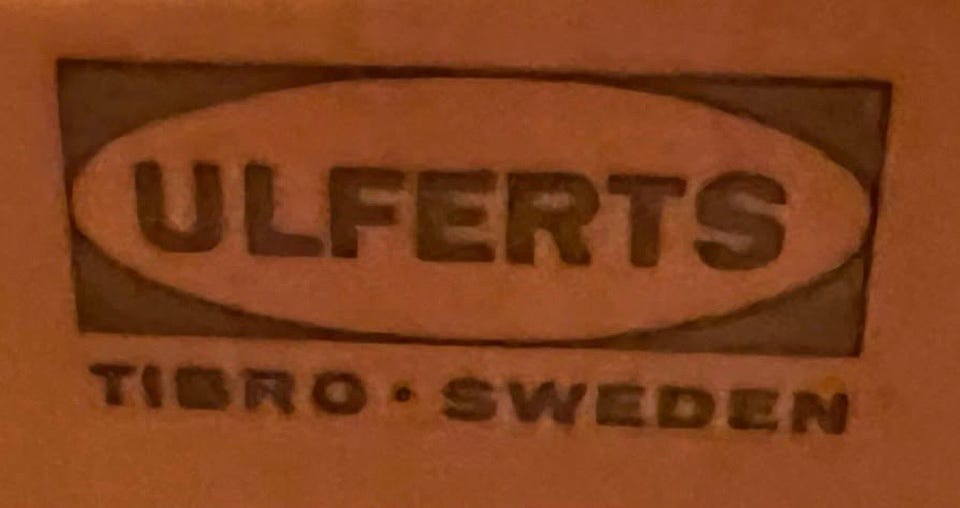 ULFERTS
TIBRO · SWEDEN